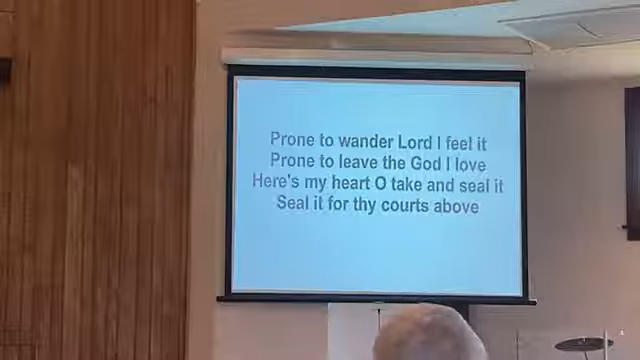 Prone to wander Lord I feel it
Prone to leave the God I love
Here's my heart O take and seal it
Seal it for thy courts above